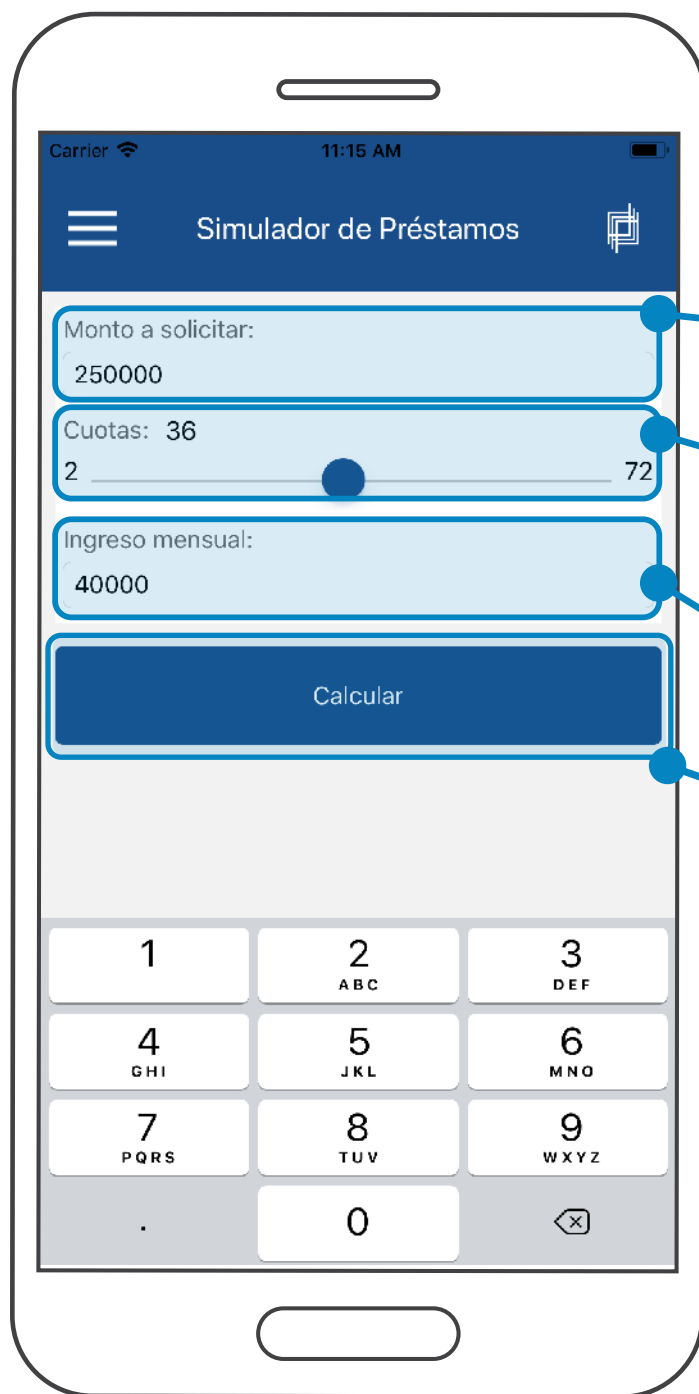 Carrier 11:15 AM
Simulador de Préstamos
Monto a solicitar:
250000
Cuotas: 36
2 72
Ingreso mensual:
40000
Calcular
1 2 3
ABC DEF
4 5 6
GHI JKL MNO
7 8 9
PQRS TUV WXYZ
. 0